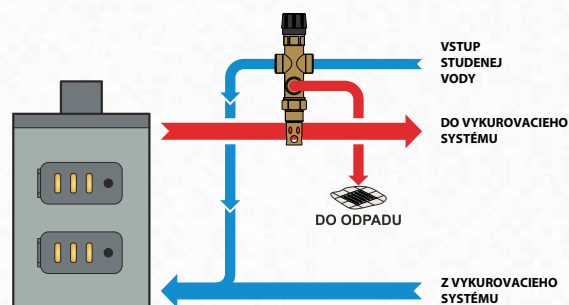 VSTUP
STUDENEJ
VODY
DO VYKUROVACIEHO
SYSTÉMU
DO ODPADU
Z VYKUROVACIEHO
SYSTÉMU